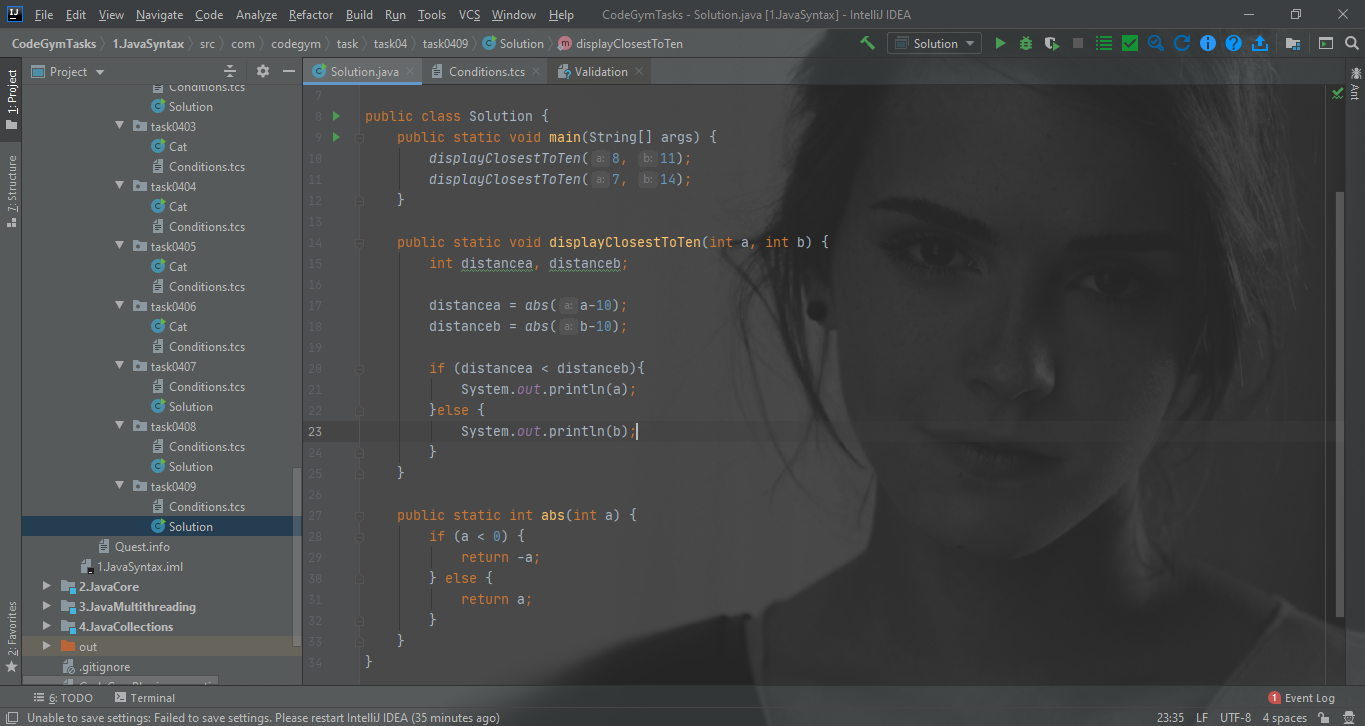 File Edit View Navigate Code Analyze Refactor Build Run Tools VCS Window Help CodeGymTasks - Solution.java [1.JavaSyntax] - IntelliJ IDEA
CodeGymTasks 1.JavaSyntax src com codegym task task04 task0409 Solution displayClosestToTen Solution
1: Project
7: Structure
2: Favorites
Ant
Project
Conditions.tcs
Solution
task0403
Cat
Conditions.tcs
task0404
Cat
Conditions.tcs
task0405
Cat
Conditions.tcs
task0406
Cat
Conditions.tcs
task0407
Conditions.tcs
Solution
task0408
Conditions.tcs
Solution
task0409
Conditions.tcs
Solution
Quest.info
1.JavaSyntax.iml
2.JavaCore
3.JavaMultithreading
4.JavaCollections
out
.gitignore
Solution.java Conditions.tcs Validation
7
8 public class Solution {
9 public static void main(String[] args) {
10 displayClosestToTen( a: 8, b: 11);
11 displayClosestToTen( a: 7, b: 14);
12 }
13
14 public static void displayClosestToTen(int a, int b) {
15 int distancea, distanceb;
16
17 distancea = abs( a: a-10);
18 distanceb = abs( a: b-10);
19
20 if (distancea < distanceb){
21 System.out.println(a);
22 }else {
23 System.out.println(b);
24 }
25 }
26
27 public static int abs(int a) {
28 if (a < 0) {
29 return -a;
30 } else {
31 return a;
32 }
33 }
34 }
6: TODO Terminal 1 Event Log
Unable to save settings: Failed to save settings. Please restart IntelliJ IDEA (35 minutes ago) 23:35 LF UTF-8 4 spaces